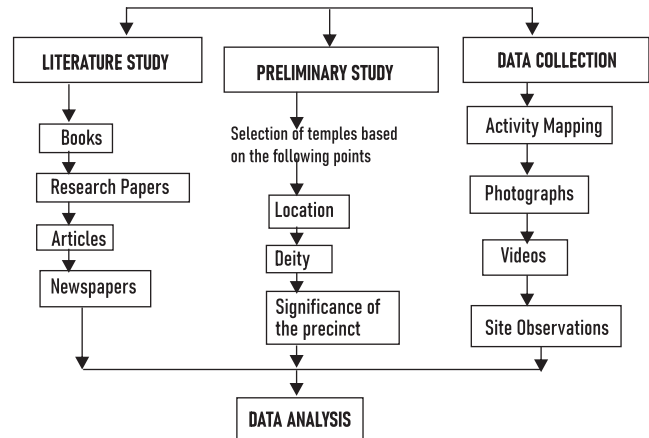 LITERATURE STUDY
Books
Research Papers
Articles
Newspapers
PRELIMINARY STUDY
Selection of temples based
on the following points
Location
Deity
Significance of
the precinct
DATA COLLECTION
Activity Mapping
Photographs
Videos
Site Observations
DATA ANALYSIS